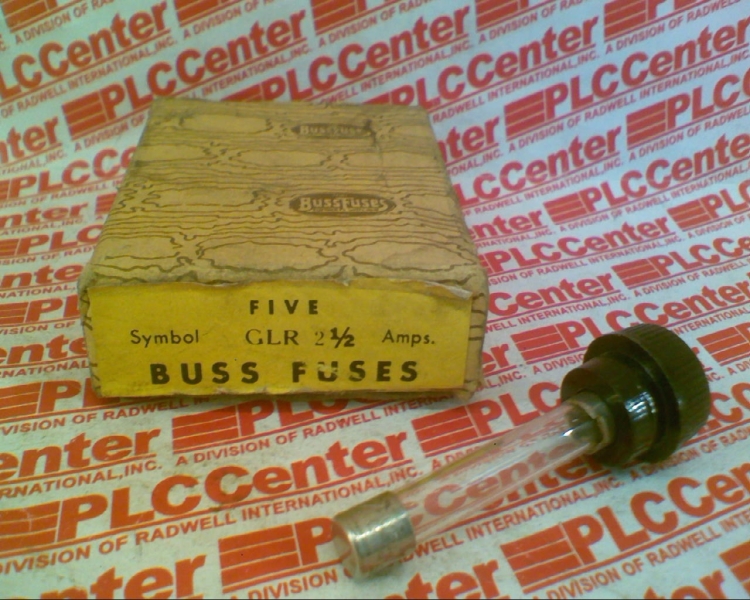 BUSSFUSES
BUSSFUSES
FIVE
Symbol GLR 2½ Amps.
BUSS FUSES
PLCCenter
A DIVISION OF RADWELL INTERNATIONAL, INC.